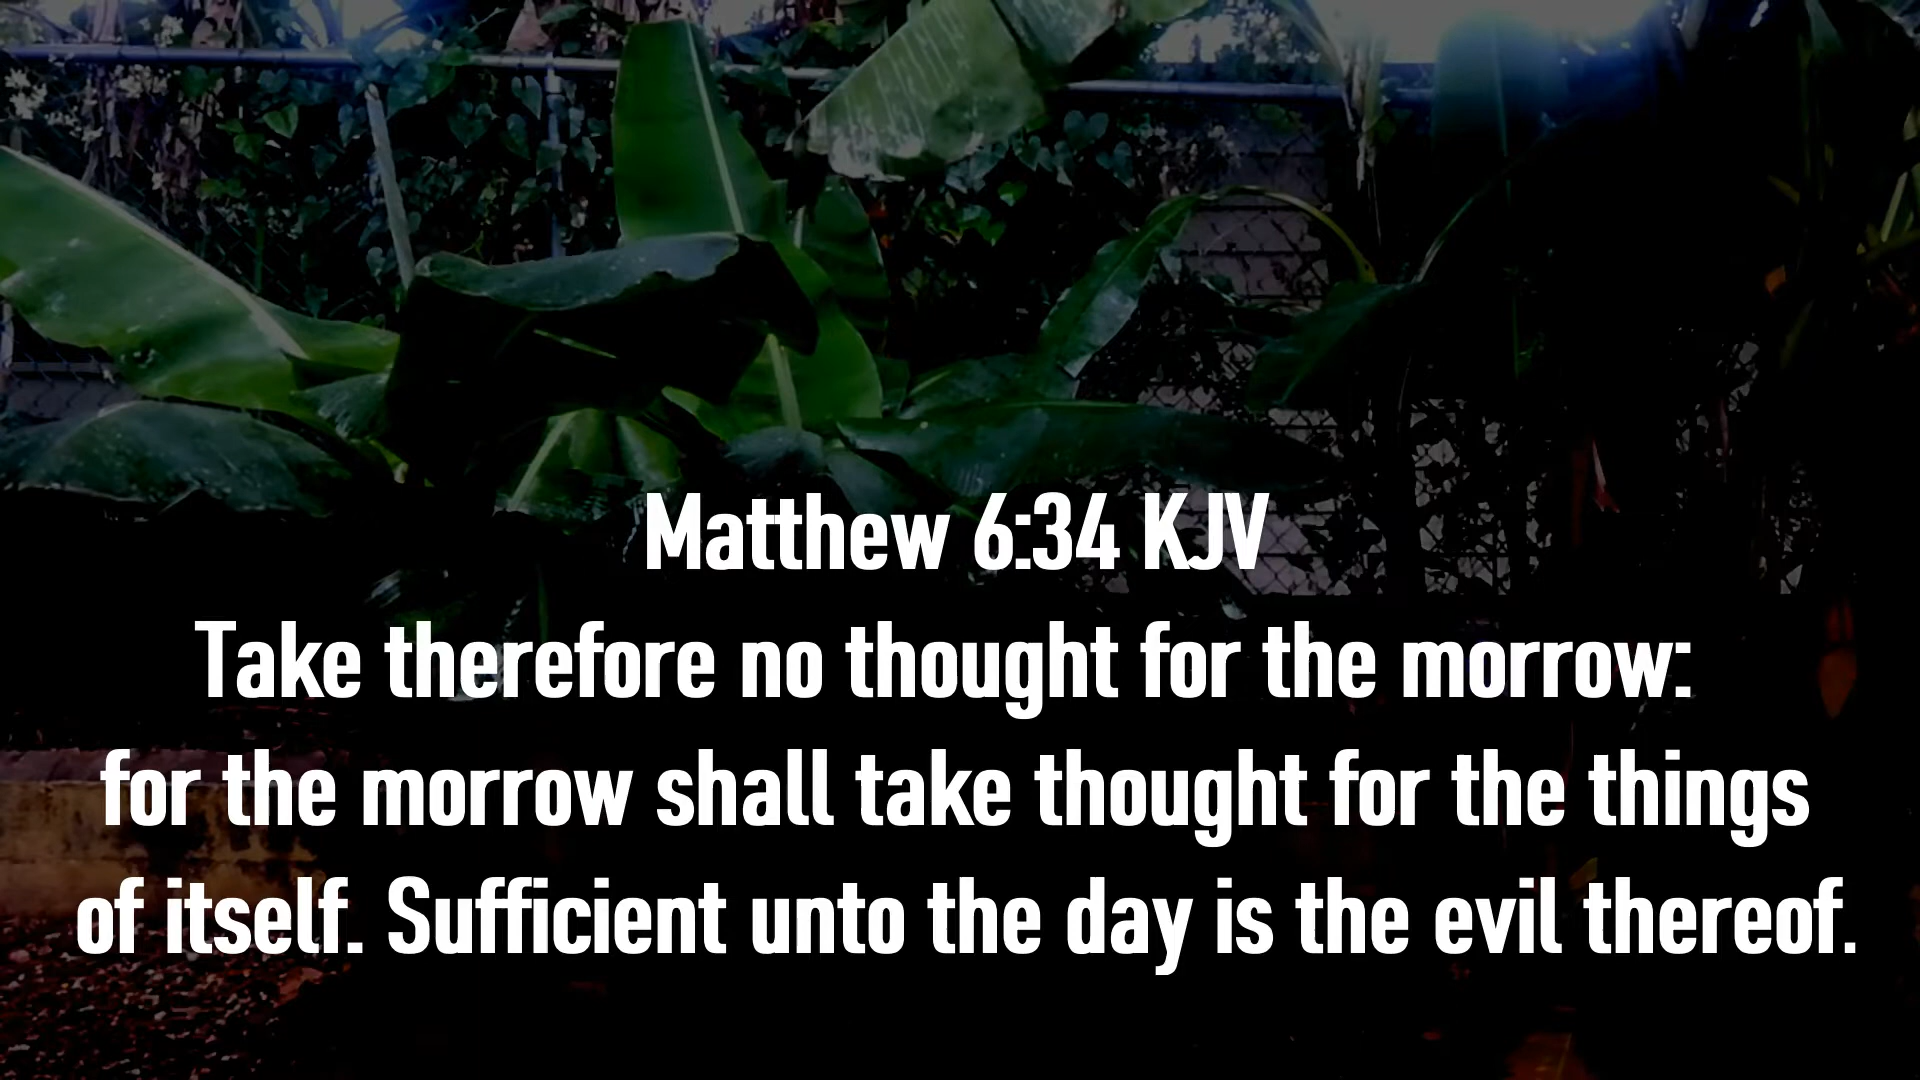 Matthew 6:34 KJV
Take therefore no thought for the morrow:
for the morrow shall take thought for the things
of itself. Sufficient unto the day is the evil thereof.